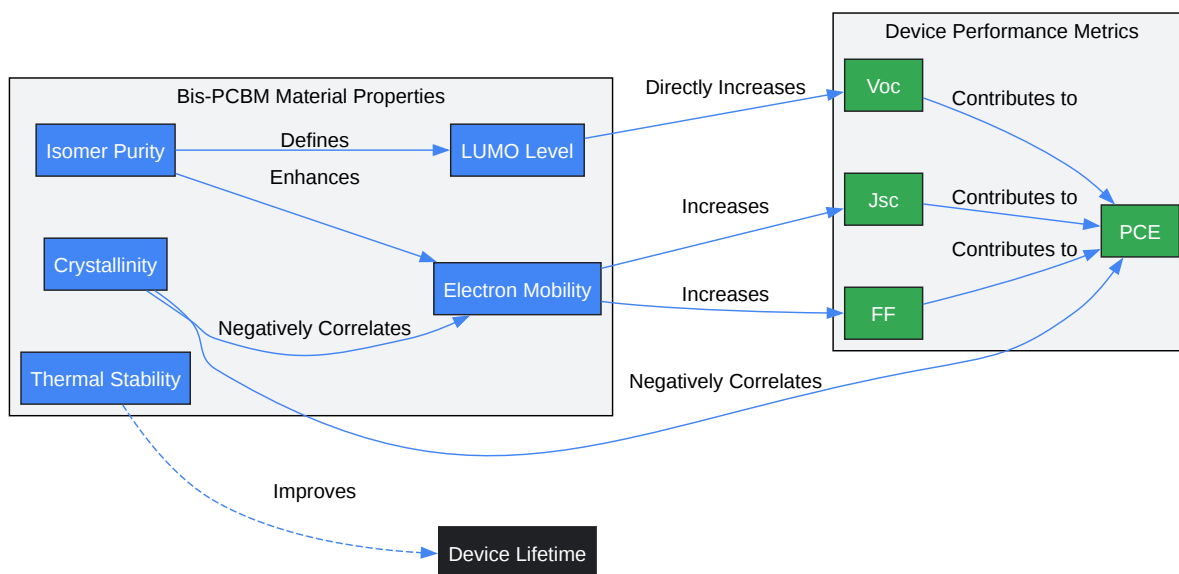 Device Performance Metrics
Bis-PCBM Material Properties
Directly Increases
Voc
Contributes to
Isomer Purity
Defines
LUMO Level
Enhances
Increases
Jsc
Contributes to
PCE
Contributes to
Crystallinity
Electron Mobility
Increases
FF
Negatively Correlates
Thermal Stability
Negatively Correlates
Improves
Device Lifetime